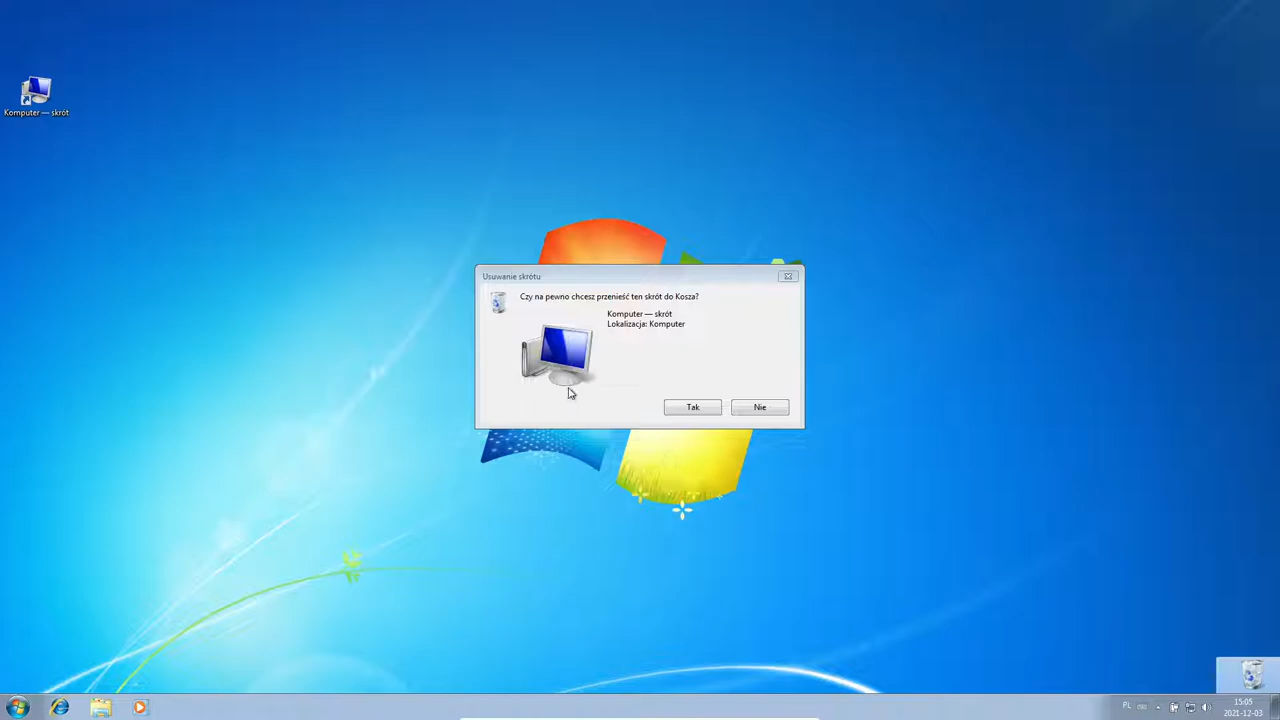 Komputer — skrót
Usuwanie skrótu
Czy na pewno chcesz przenieść ten skrót do Kosza?
Komputer — skrót
Lokalizacja: Komputer
Tak
Nie
PL
15:05
2021-12-03